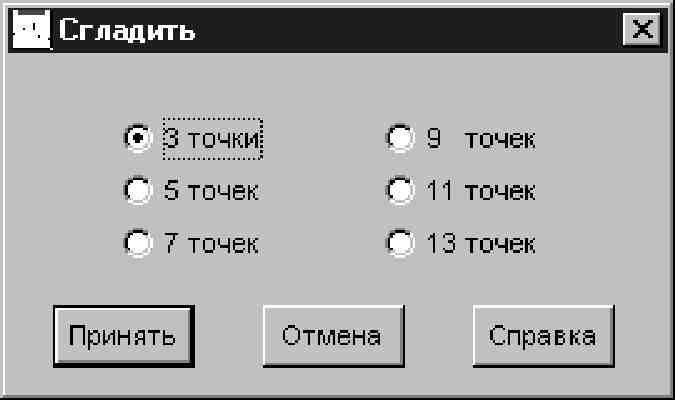 Сгладить
3 точки
9 точек
5 точек
11 точек
7 точек
13 точек
Принять
Отмена
Справка